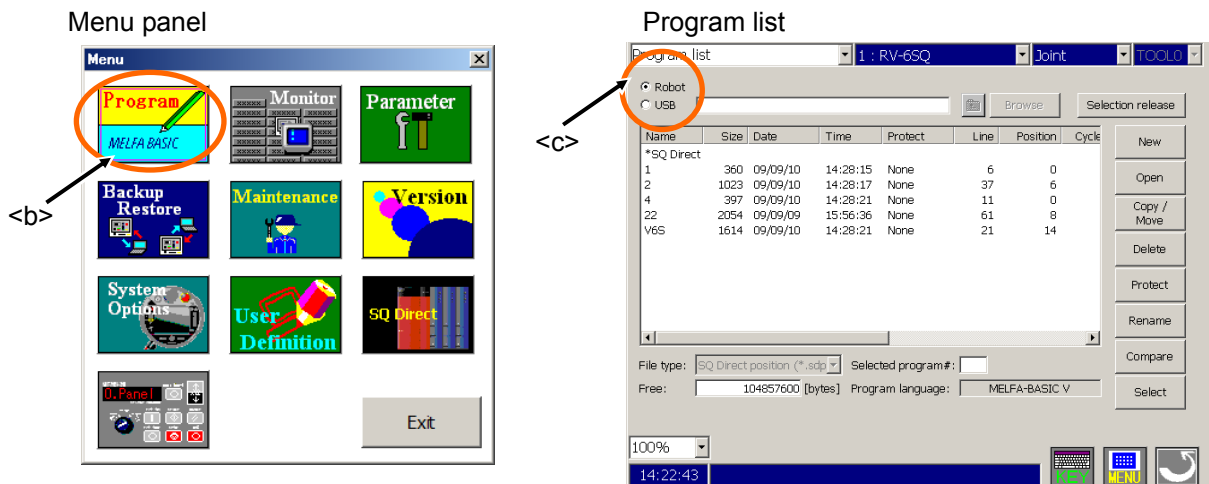 Menu panel
Program list
Menu
Program
MELFA BASIC
Monitor
Parameter
Backup
Restore
Maintenance
Version
System
Options
User
Definition
SQ Direct
O.Panel
Exit
<b>
Program list 1 : RV-6SQ Joint TOOL0
Robot
USB Browse Selection release
<c>
Name Size Date Time Protect Line Position Cycle
*SQ Direct
1 360 09/09/10 14:28:15 None 6 0
2 1023 09/09/10 14:28:17 None 37 6
4 397 09/09/10 14:28:21 None 11 0
22 2054 09/09/09 15:56:36 None 61 8
V6S 1614 09/09/10 14:28:21 None 21 14
New
Open
Copy /
Move
Delete
Protect
Rename
Compare
Select
File type: SQ Direct position (*.sdp Selected program#:
Free: 104857600 [bytes] Program language: MELFA-BASIC V
100%
14:22:43
KEY MENU